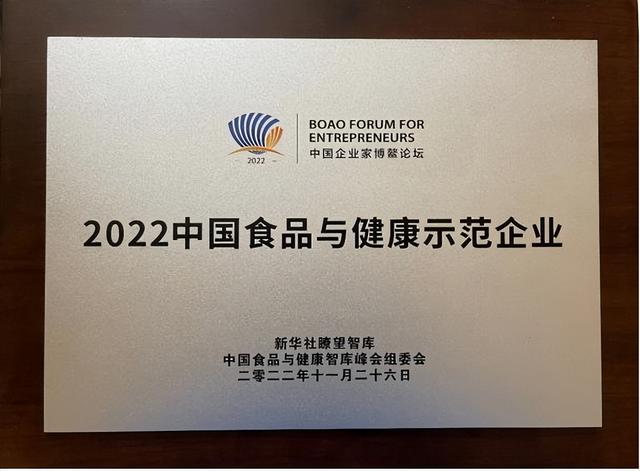 BOAO FORUM FOR
ENTREPRENEURS
中国企业家博鳌论坛
2022
2022中国食品与健康示范企业
新华社瞭望智库
中国食品与健康智库峰会组委会
二零二二年十一月二十六日